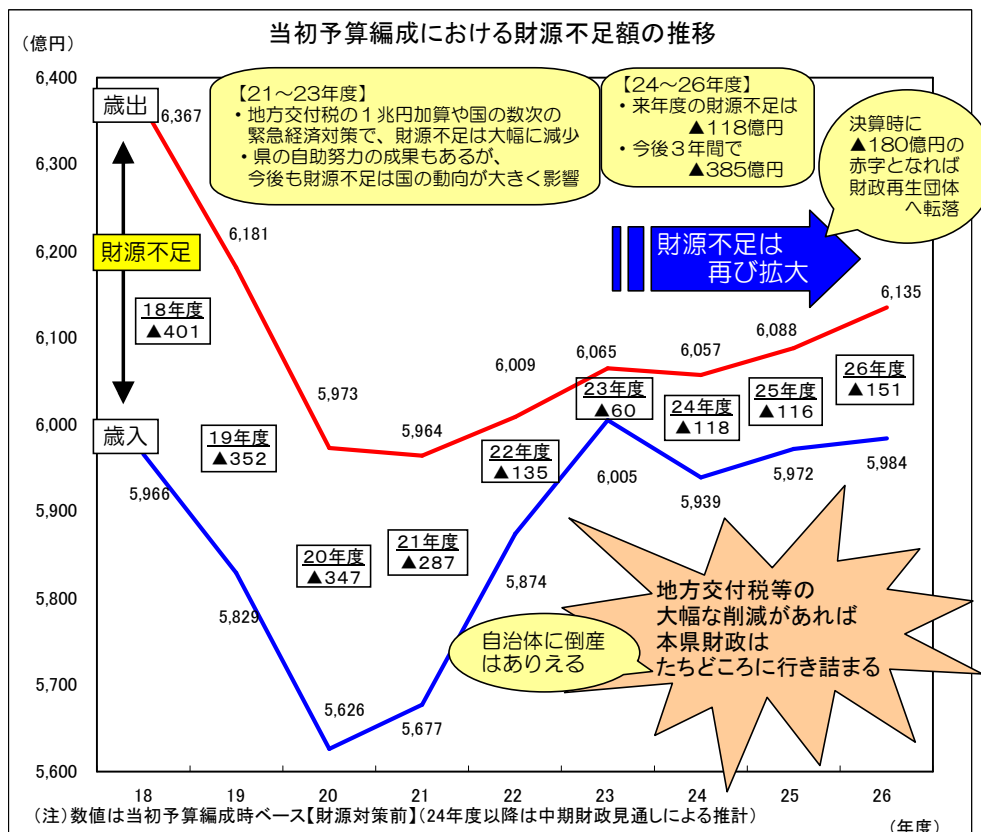 当初予算編成における財源不足額の推移
(億円)
6,400
6,300
6,200
6,100
6,000
5,900
5,800
5,700
5,600
歳出
財源不足
歳入
【21～23年度】
・地方交付税の１兆円加算や国の数次の
緊急経済対策で、財源不足は大幅に減少
・県の自助努力の成果もあるが、
今後も財源不足は国の動向が大きく影響
【24～26年度】
・来年度の財源不足は
▲118億円
・今後３年間で
▲385億円
決算時に
▲180億円の
赤字となれば
財政再生団体
へ転落
財源不足は
再び拡大
6,367
6,181
5,973
5,964
6,009
6,065
6,057
6,088
6,135
18年度
▲401
19年度
▲352
20年度
▲347
21年度
▲287
22年度
▲135
23年度
▲60
24年度
▲118
25年度
▲116
26年度
▲151
5,966
5,829
5,626
5,677
5,874
6,005
5,939
5,972
5,984
自治体に倒産
はありえる
地方交付税等の
大幅な削減があれば
本県財政は
たちどころに行き詰まる
18 19 20 21 22 23 24 25 26
(注)数値は当初予算編成時ベース【財源対策前】(24年度以降は中期財政見通しによる推計)
(年度)